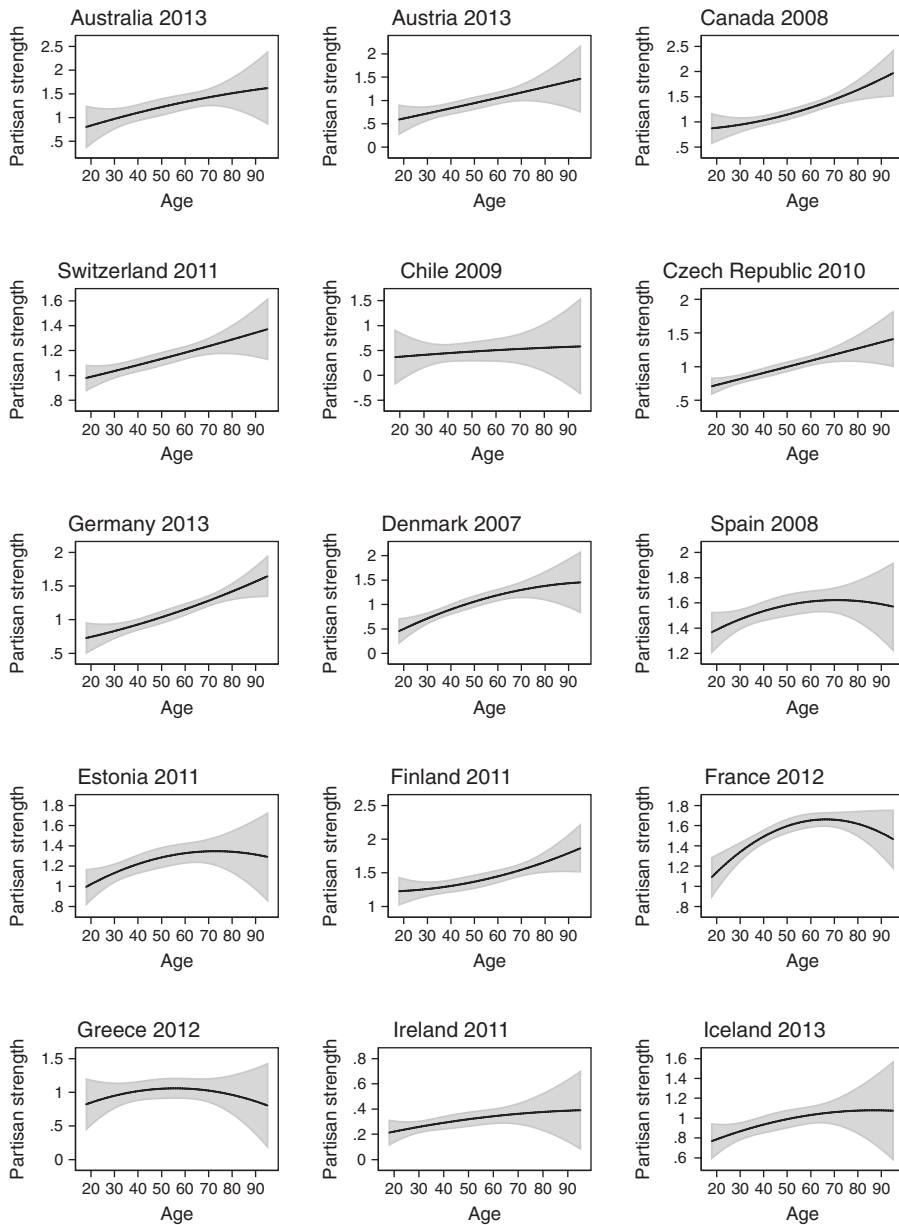 Australia 2013
Partisan strength
2.5
2
1.5
1
.5
20 30 40 50 60 70 80 90
Age
Austria 2013
Partisan strength
2
1.5
1
.5
0
20 30 40 50 60 70 80 90
Age
Canada 2008
Partisan strength
2.5
2
1.5
1
.5
20 30 40 50 60 70 80 90
Age
Switzerland 2011
Partisan strength
1.6
1.4
1.2
1
.8
20 30 40 50 60 70 80 90
Age
Chile 2009
Partisan strength
1.5
1
.5
0
-.5
20 30 40 50 60 70 80 90
Age
Czech Republic 2010
Partisan strength
2
1.5
1
.5
20 30 40 50 60 70 80 90
Age
Germany 2013
Partisan strength
2
1.5
1
.5
20 30 40 50 60 70 80 90
Age
Denmark 2007
Partisan strength
2
1.5
1
.5
0
20 30 40 50 60 70 80 90
Age
Spain 2008
Partisan strength
2
1.8
1.6
1.4
1.2
20 30 40 50 60 70 80 90
Age
Estonia 2011
Partisan strength
1.8
1.6
1.4
1.2
1
.8
20 30 40 50 60 70 80 90
Age
Finland 2011
Partisan strength
2.5
2
1.5
1
20 30 40 50 60 70 80 90
Age
France 2012
Partisan strength
1.8
1.6
1.4
1.2
1
.8
20 30 40 50 60 70 80 90
Age
Greece 2012
Partisan strength
1.5
1
.5
0
20 30 40 50 60 70 80 90
Age
Ireland 2011
Partisan strength
.8
.6
.4
.2
0
20 30 40 50 60 70 80 90
Age
Iceland 2013
Partisan strength
1.6
1.4
1.2
1
.8
.6
20 30 40 50 60 70 80 90
Age